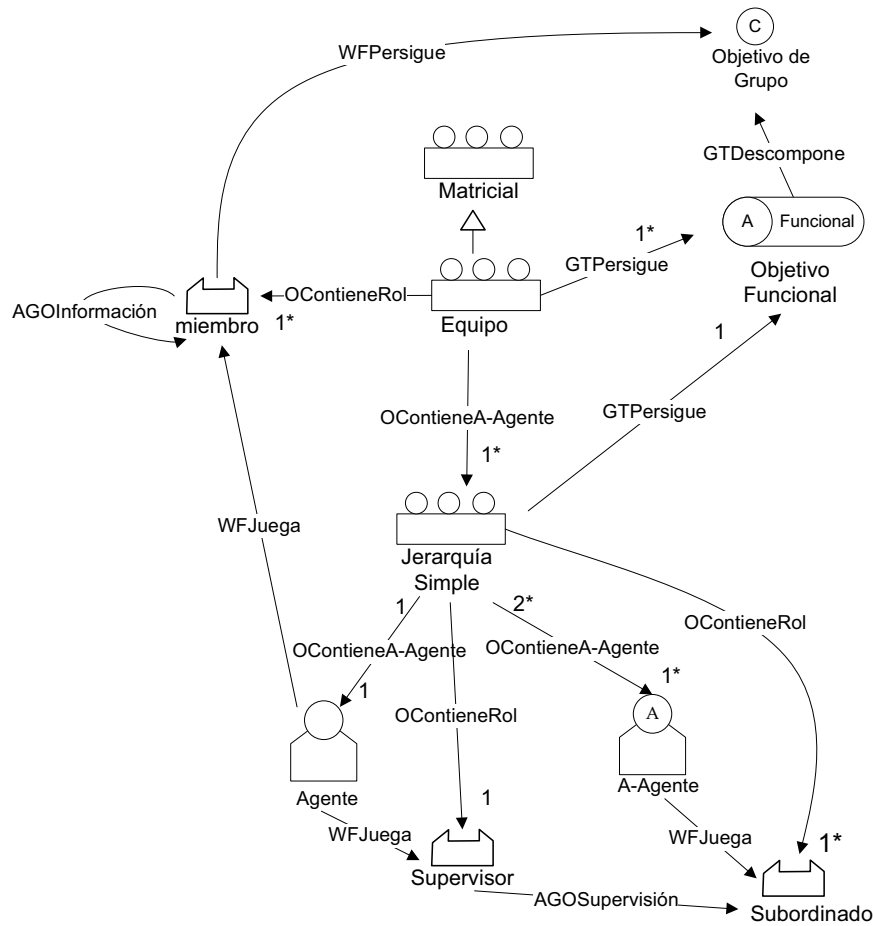 C
WFPersigue
Objetivo de
Grupo
GTDescompone
Matricial
A
Funcional
1*
GTPersigue
Objetivo
Funcional
OContieneRol
AGOInformación
miembro
1*
Equipo
1
OContieneA-Agente
GTPersigue
1*
WFJuega
Jerarquía
Simple
1
2*
OContieneRol
OContieneA-Agente
OContieneA-Agente
1
1*
OContieneRol
A
A-Agente
Agente
1
WFJuega
WFJuega
1*
Supervisor
AGOSupervisión
Subordinado